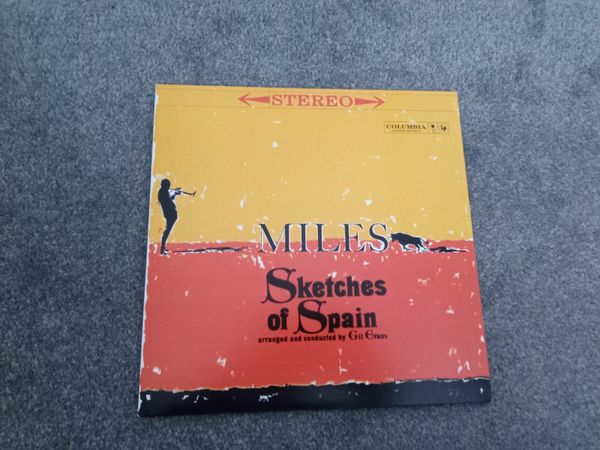 STEREO
COLUMBIA
MILES
Sketches
of Spain
arranged and conducted by Gil Evans